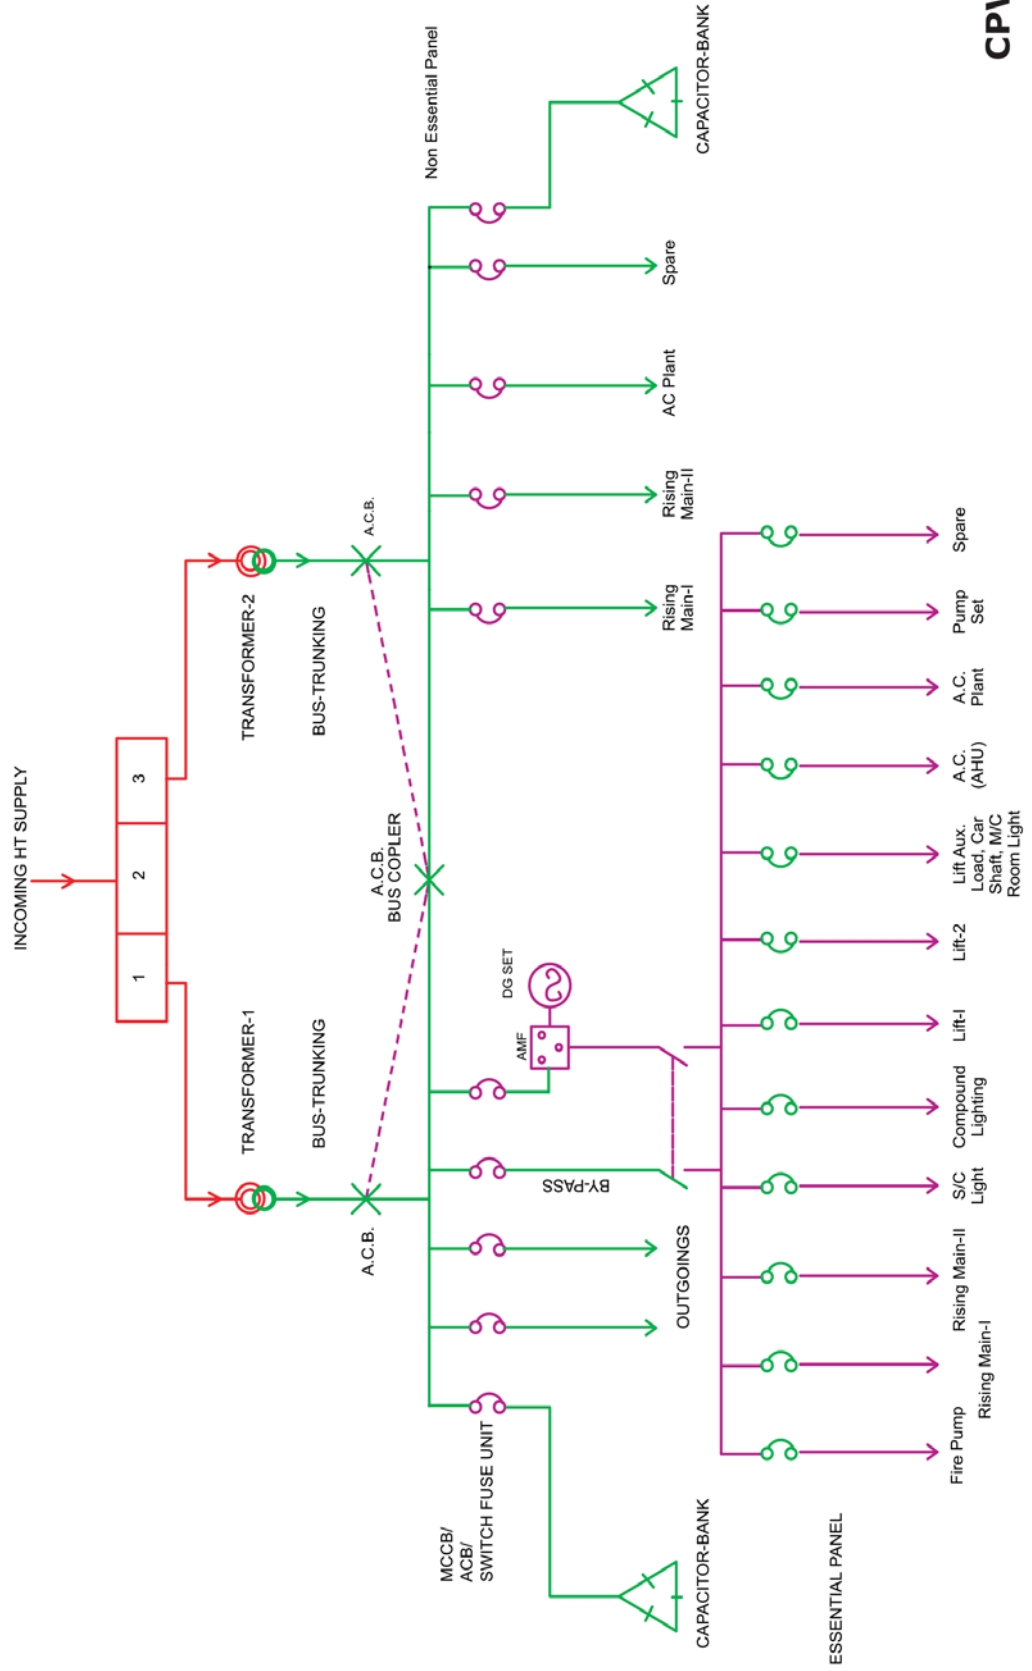 INCOMING HT SUPPLY
1
2
3
TRANSFORMER-1
TRANSFORMER-2
BUS-TRUNKING
BUS-TRUNKING
A.C.B.
A.C.B.
BUS COPLER
A.C.B.
Non Essential Panel
MCCB/
ACB/
SWITCH FUSE UNIT
BY-PASS
AMF
DG SET
CAPACITOR-BANK
OUTGOINGS
Rising
Main-I
Rising
Main-II
AC Plant
Spare
CAPACITOR-BANK
ESSENTIAL PANEL
Fire Pump
Rising Main-I
Rising Main-II
S/C
Light
Compound
Lighting
Lift-I
Lift-2
Lift Aux.
Load, Car
Shaft, M/C
Room Light
A.C.
(AHU)
A.C.
Plant
Pump
Set
Spare